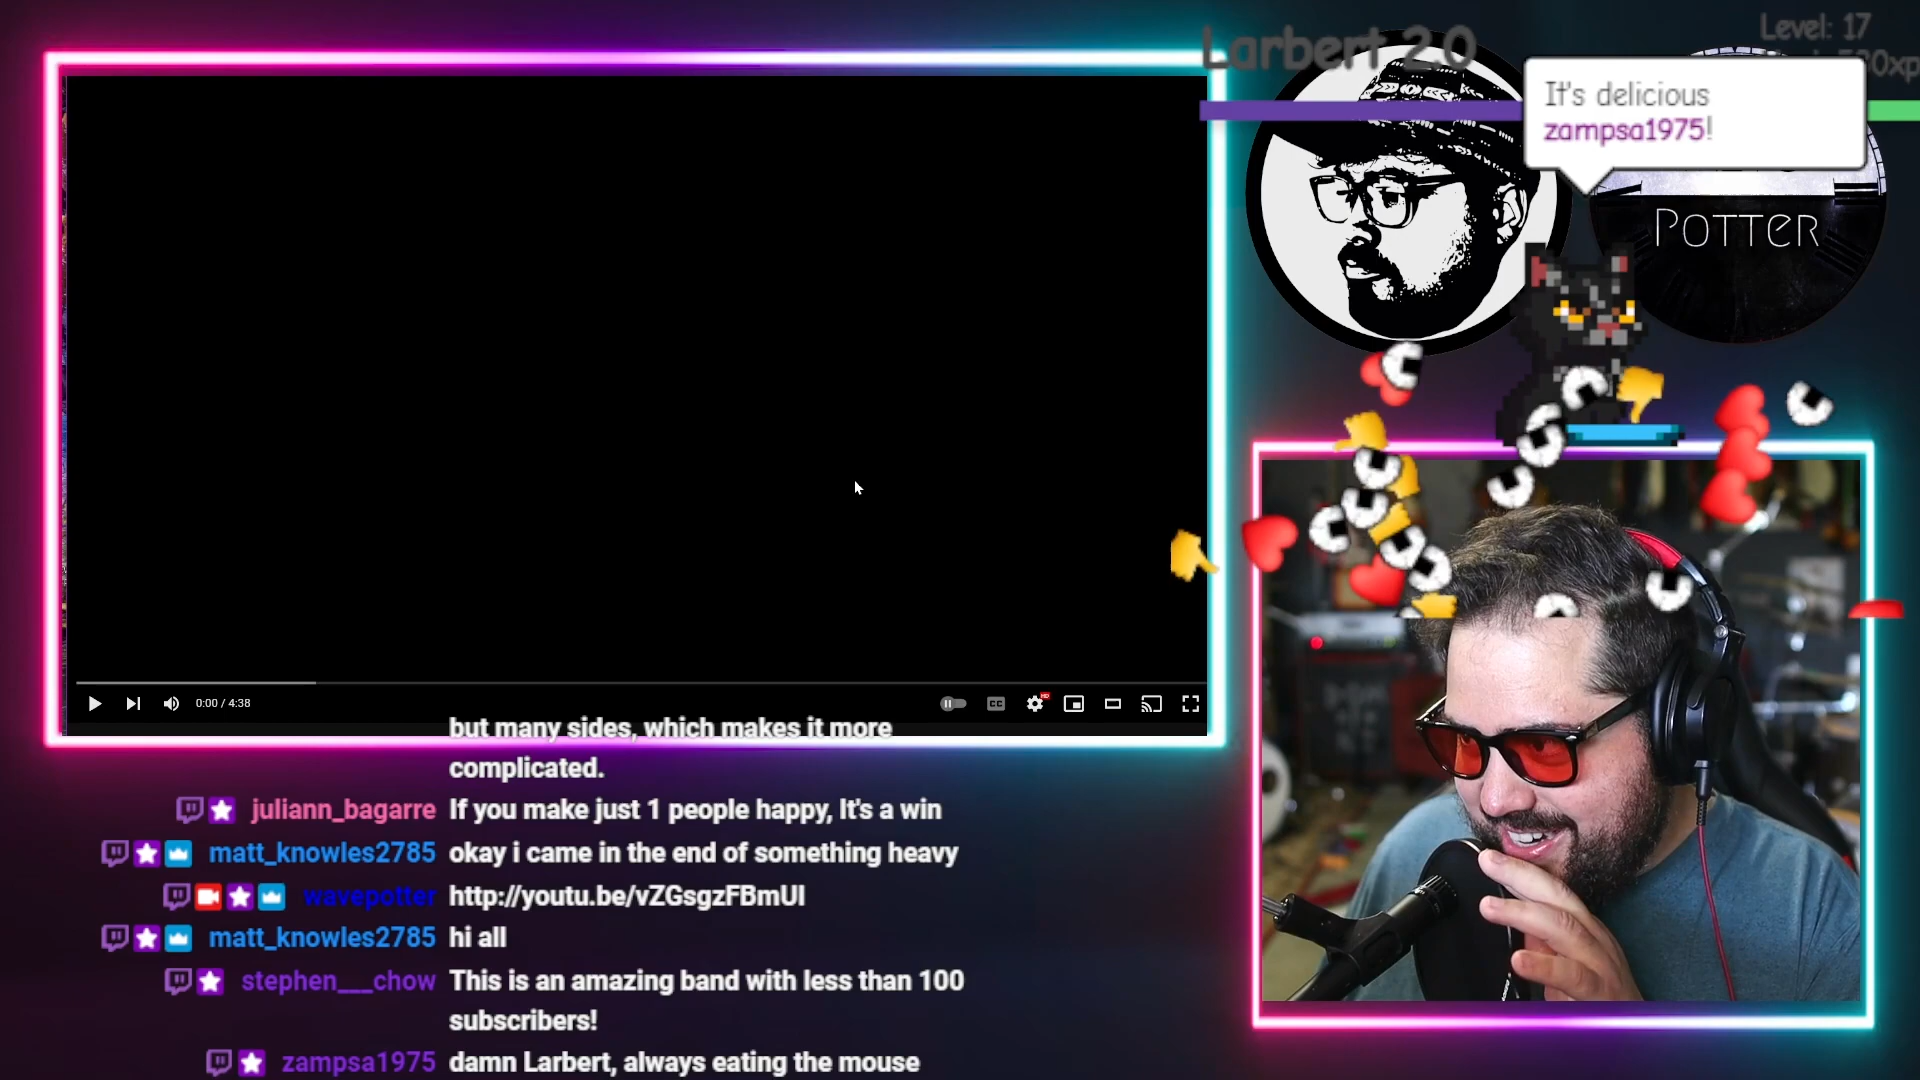 Larbert 2.0
Level: 17
It's delicious
zampsa1975!
POTTER
0:00 / 4:38
CC
HD
but many sides, which makes it more
complicated.
juliann_bagarre If you make just 1 people happy, It's a win
matt_knowles2785 okay i came in the end of something heavy
wavepotter http://youtu.be/vZGsgzFBmUI
matt_knowles2785 hi all
stephen___chow This is an amazing band with less than 100
subscribers!
zampsa1975 damn Larbert, always eating the mouse